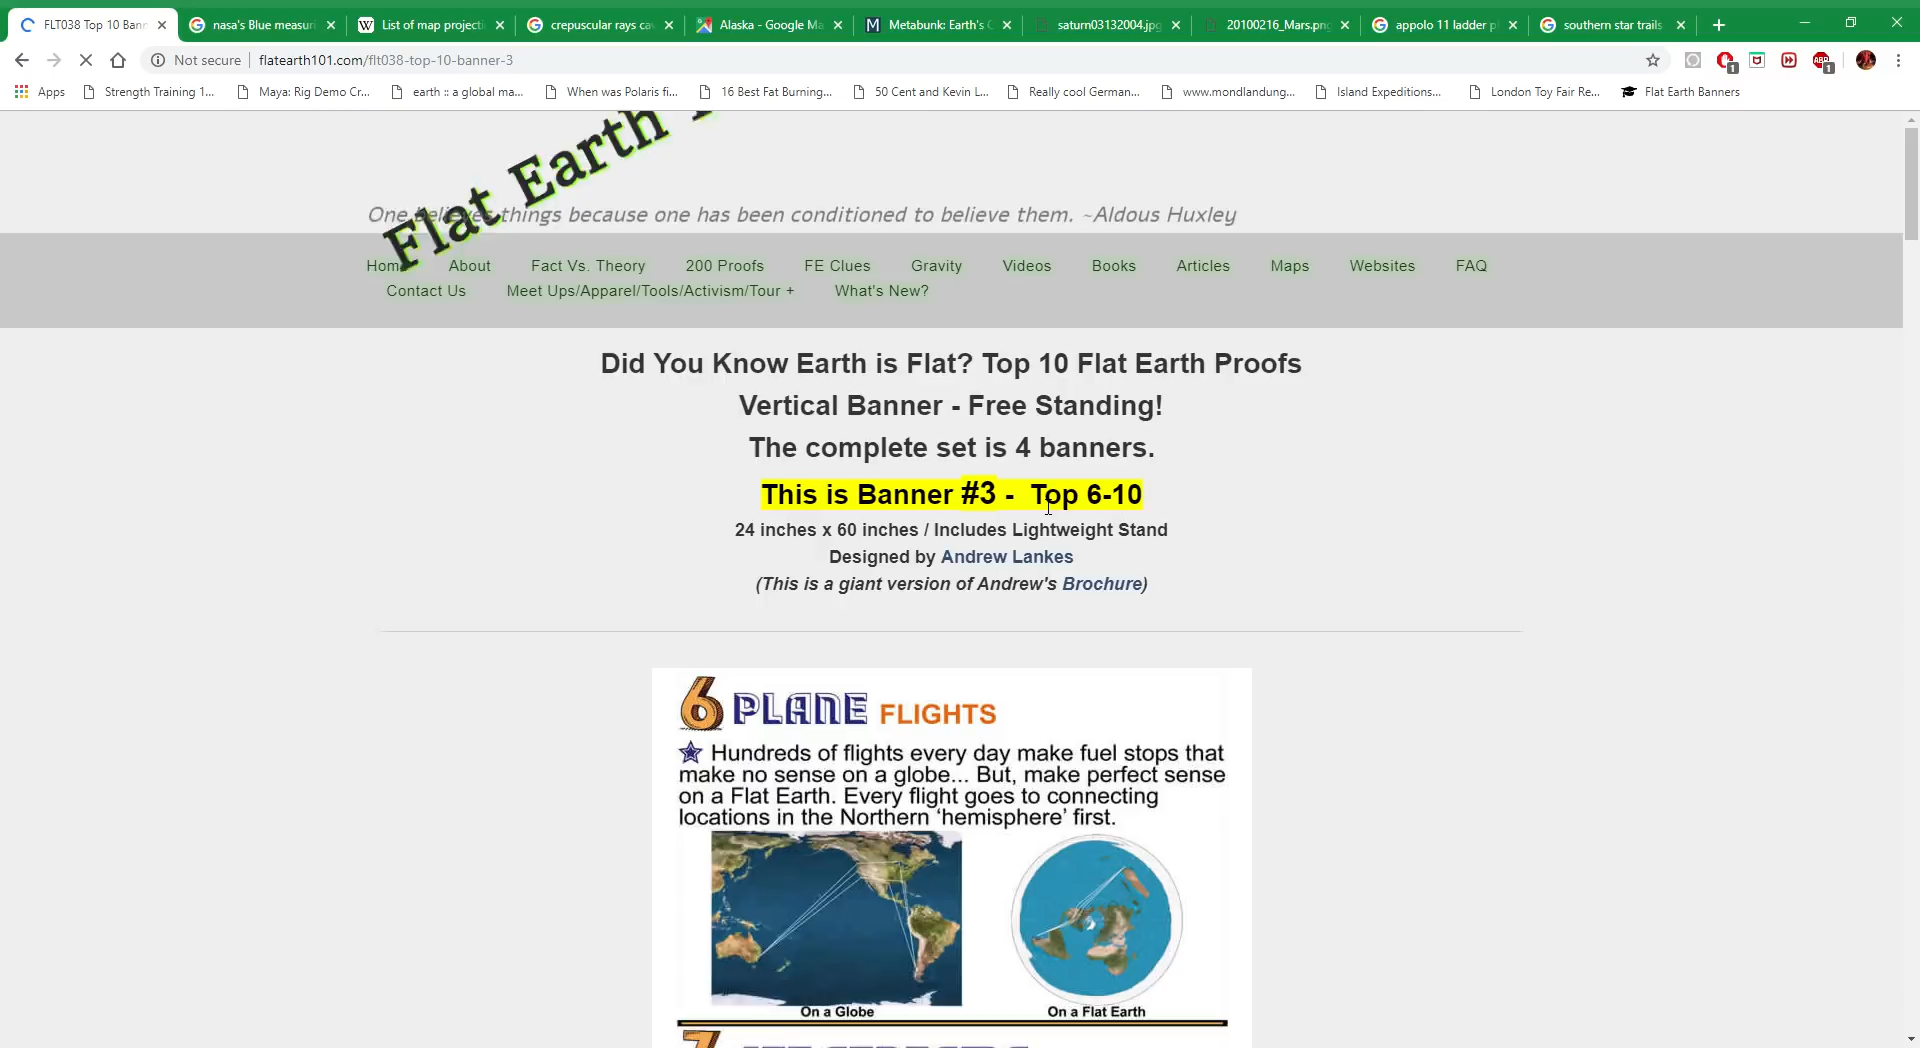 FLT038 Top 10 Bann
nasa's Blue measuri
List of map projecti
crepuscular rays cav
Alaska - Google Ma
Metabunk: Earth's C
saturn03132004.jpg
20100216_Mars.png
appolo 11 ladder p
southern star trails
Not secure
flatearth101.com/flt038-top-10-banner-3
Apps
Strength Training 1...
Maya: Rig Demo Cr...
earth :: a global ma...
When was Polaris fi...
16 Best Fat Burning...
50 Cent and Kevin L...
Really cool German...
www.mondlandung...
Island Expeditions...
London Toy Fair Re...
Flat Earth Banners
Flat Earth
One believes things because one has been conditioned to believe them. ~Aldous Huxley
Home About Fact Vs. Theory 200 Proofs FE Clues Gravity Videos Books Articles Maps Websites FAQ
Contact Us Meet Ups/Apparel/Tools/Activism/Tour + What's New?
Did You Know Earth is Flat? Top 10 Flat Earth Proofs
Vertical Banner - Free Standing!
The complete set is 4 banners.
This is Banner #3 - Top 6-10
24 inches x 60 inches / Includes Lightweight Stand
Designed by Andrew Lankes
(This is a giant version of Andrew's Brochure)
6 PLANE FLIGHTS
Hundreds of flights every day make fuel stops that
make no sense on a globe... But, make perfect sense
on a Flat Earth. Every flight goes to connecting
locations in the Northern 'hemisphere' first.
On a Globe
On a Flat Earth